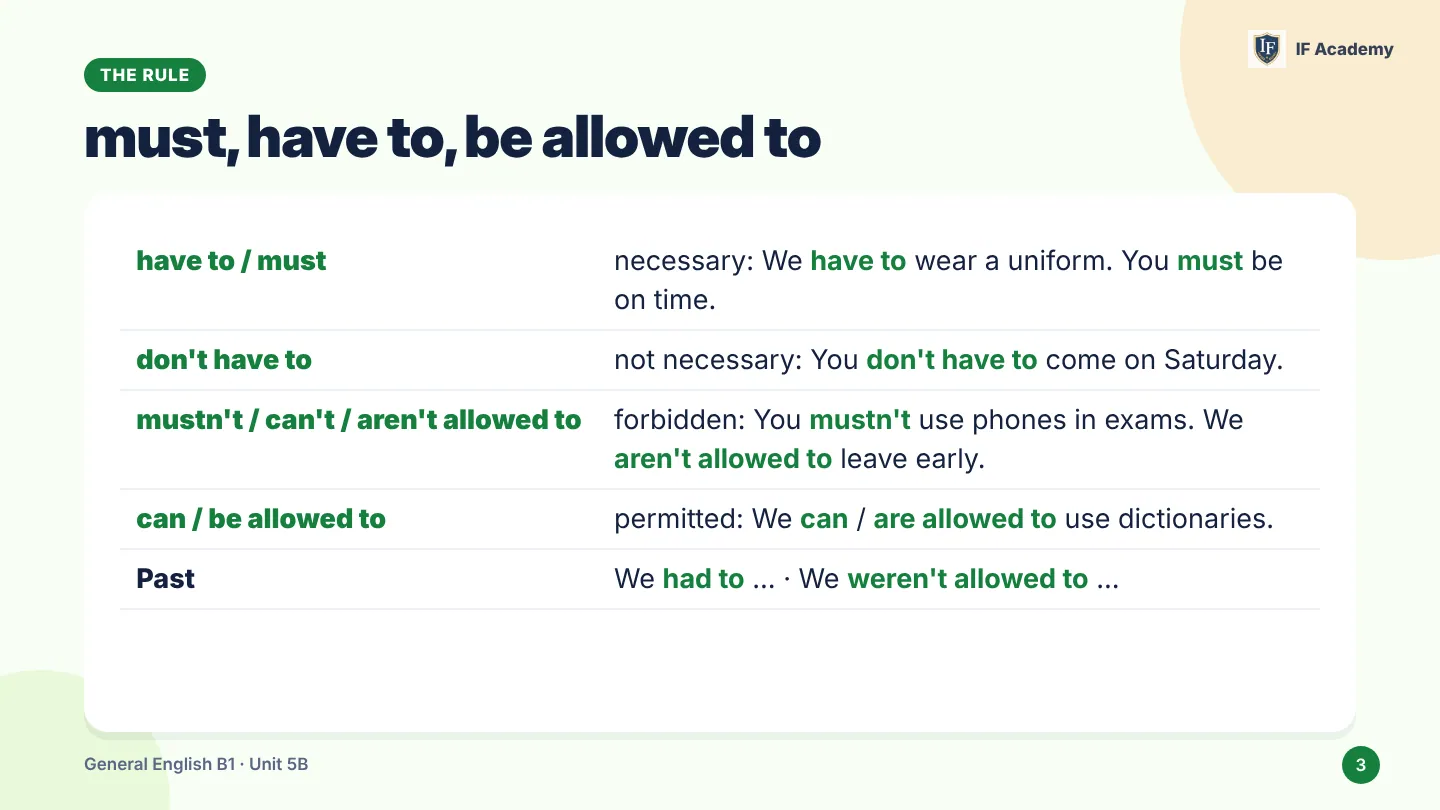 IF
IF Academy
THE RULE
must, have to, be allowed to
have to / must
necessary: We have to wear a uniform. You must be
on time.
don't have to
not necessary: You don't have to come on Saturday.
mustn't / can't / aren't allowed to
forbidden: You mustn't use phones in exams. We
aren't allowed to leave early.
can / be allowed to
permitted: We can / are allowed to use dictionaries.
Past
We had to ... · We weren't allowed to ...
General English B1 · Unit 5B
3